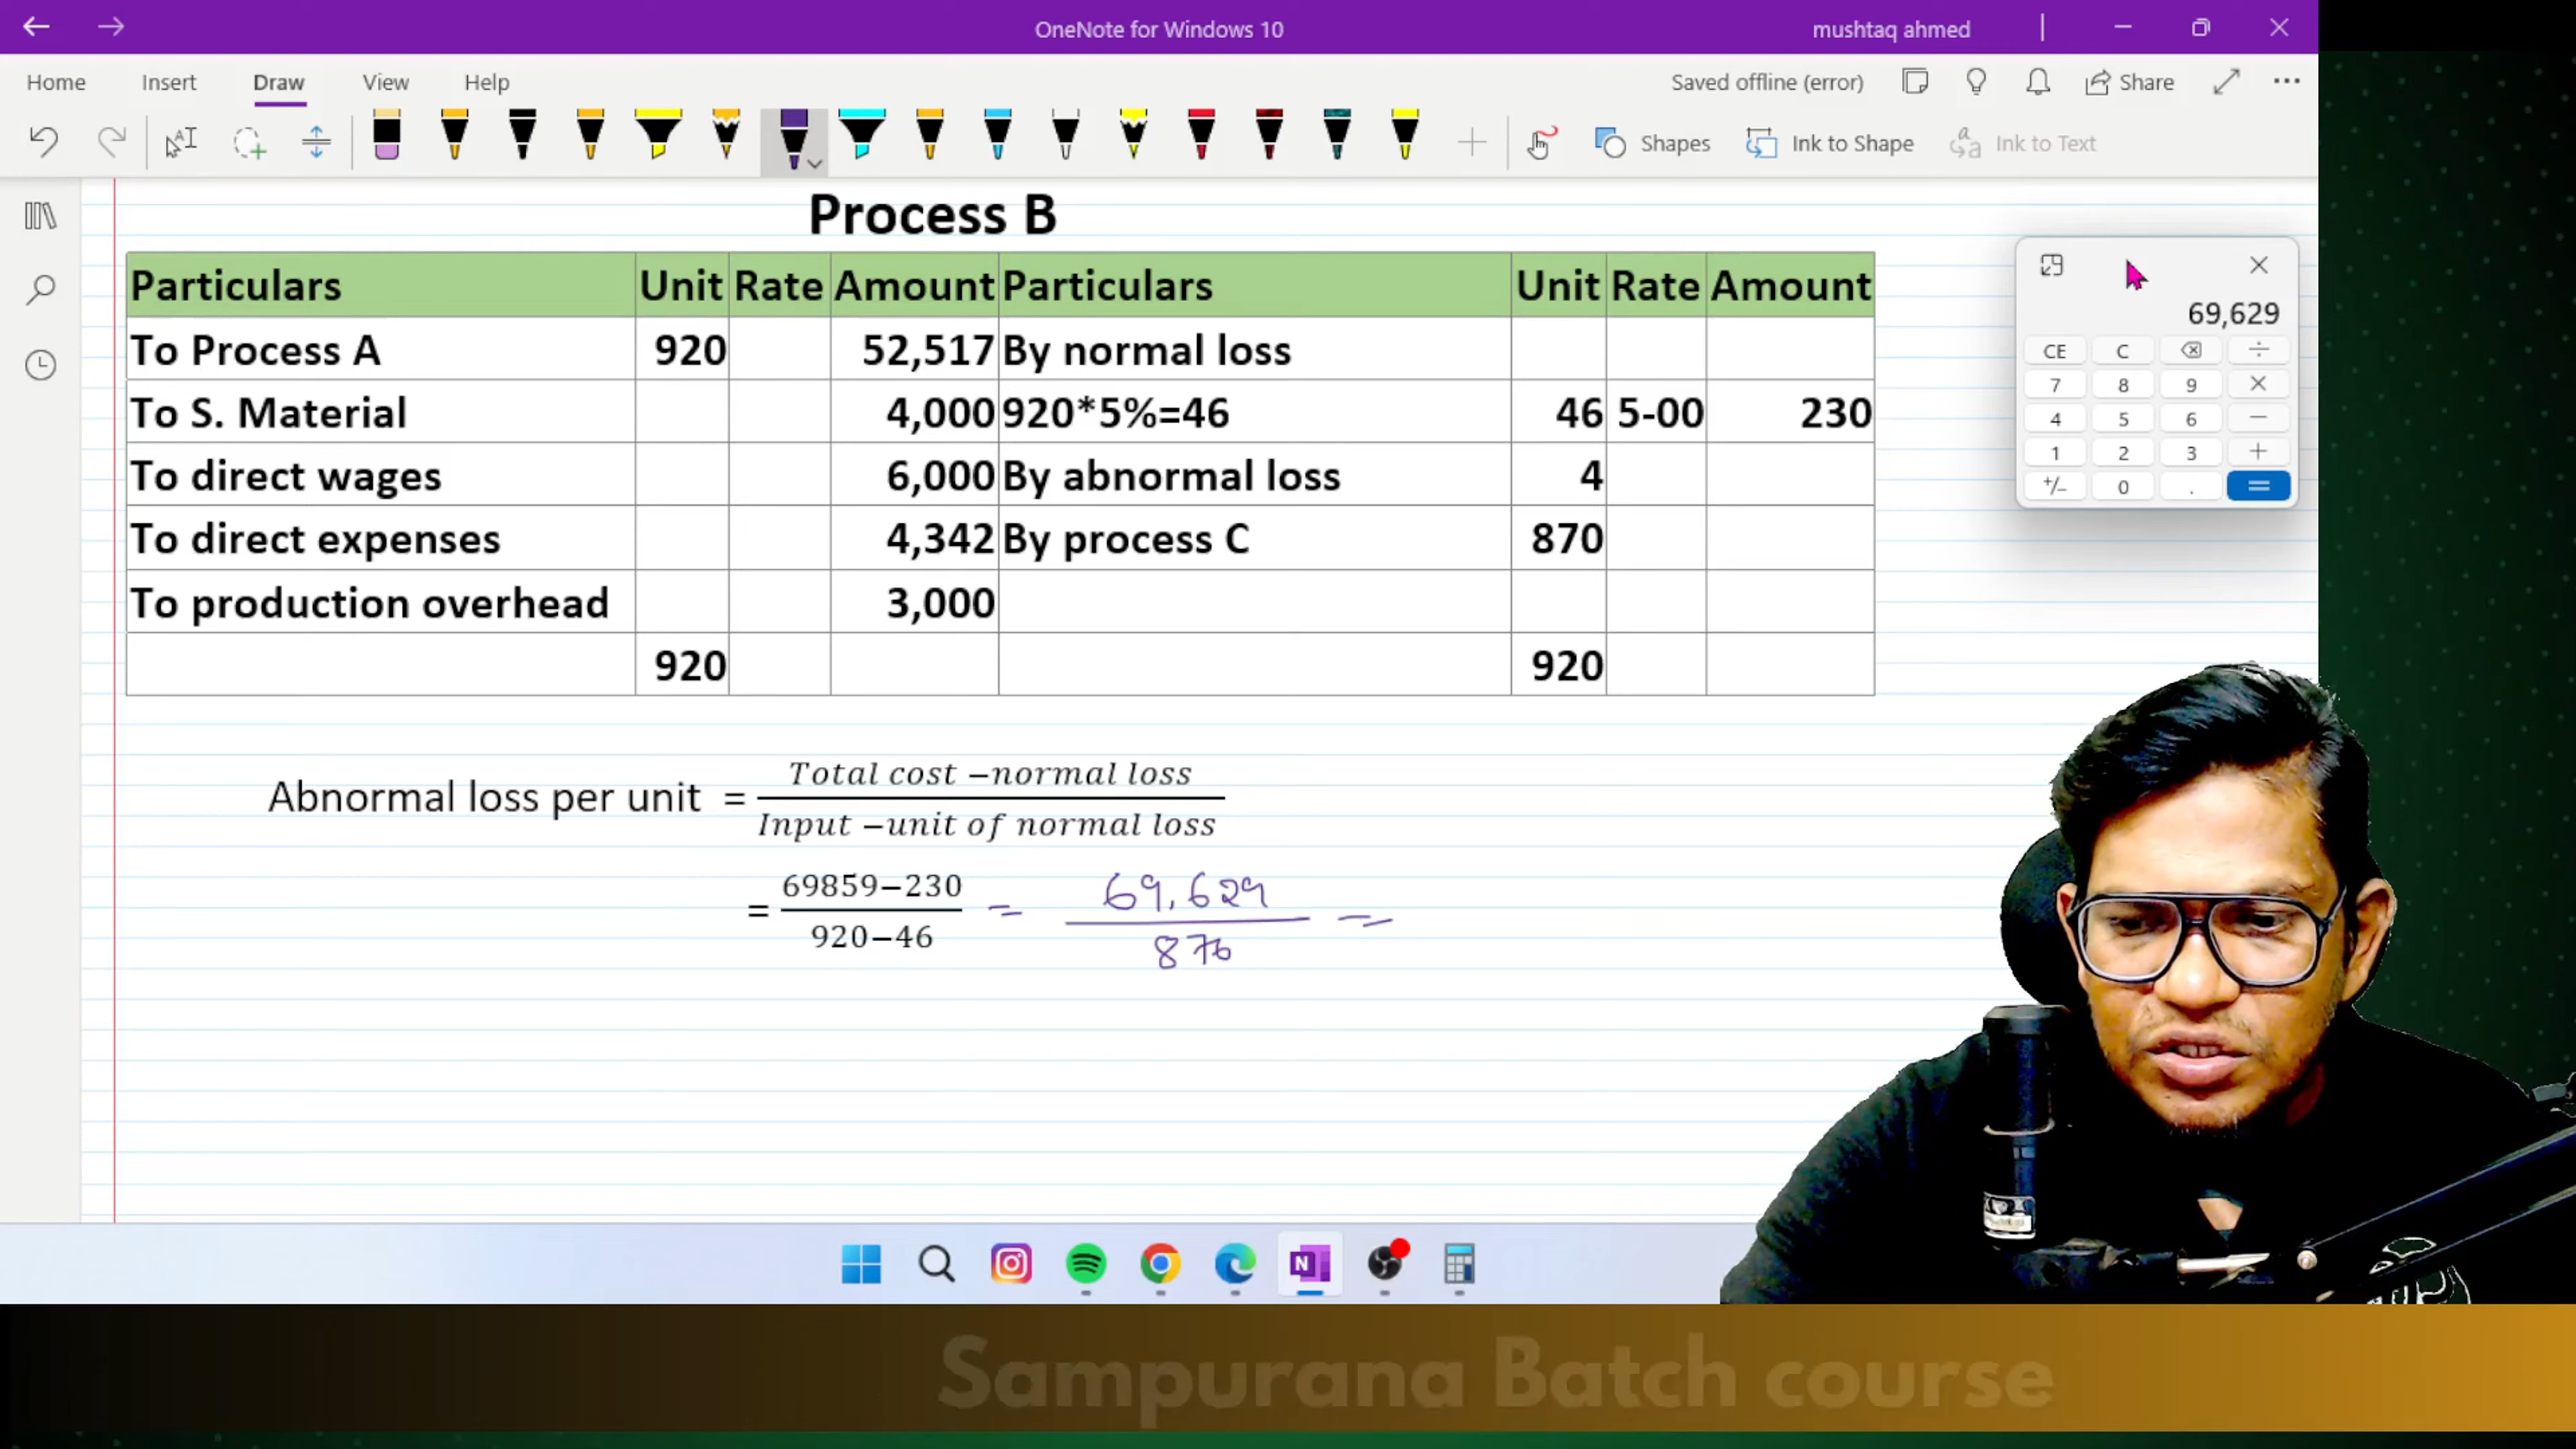 OneNote for Windows 10
mushtaq ahmed
Home Insert Draw View Help
Saved offline (error) Share
Shapes Ink to Shape Ink to Text
Process B
Particulars Unit Rate Amount Particulars Unit Rate Amount
To Process A 920 52,517 By normal loss
To S. Material 4,000 920*5%=46 46 5-00 230
To direct wages 6,000 By abnormal loss 4
To direct expenses 4,342 By process C 870
To production overhead 3,000
920 920
69,629
CE C ÷
7 8 9 ×
4 5 6 −
1 2 3 +
+/− 0 . =
Total cost −normal loss
Abnormal loss per unit =
Input −unit of normal loss
69859−230 69,629
= = =
920−46 876
Sampurana Batch course